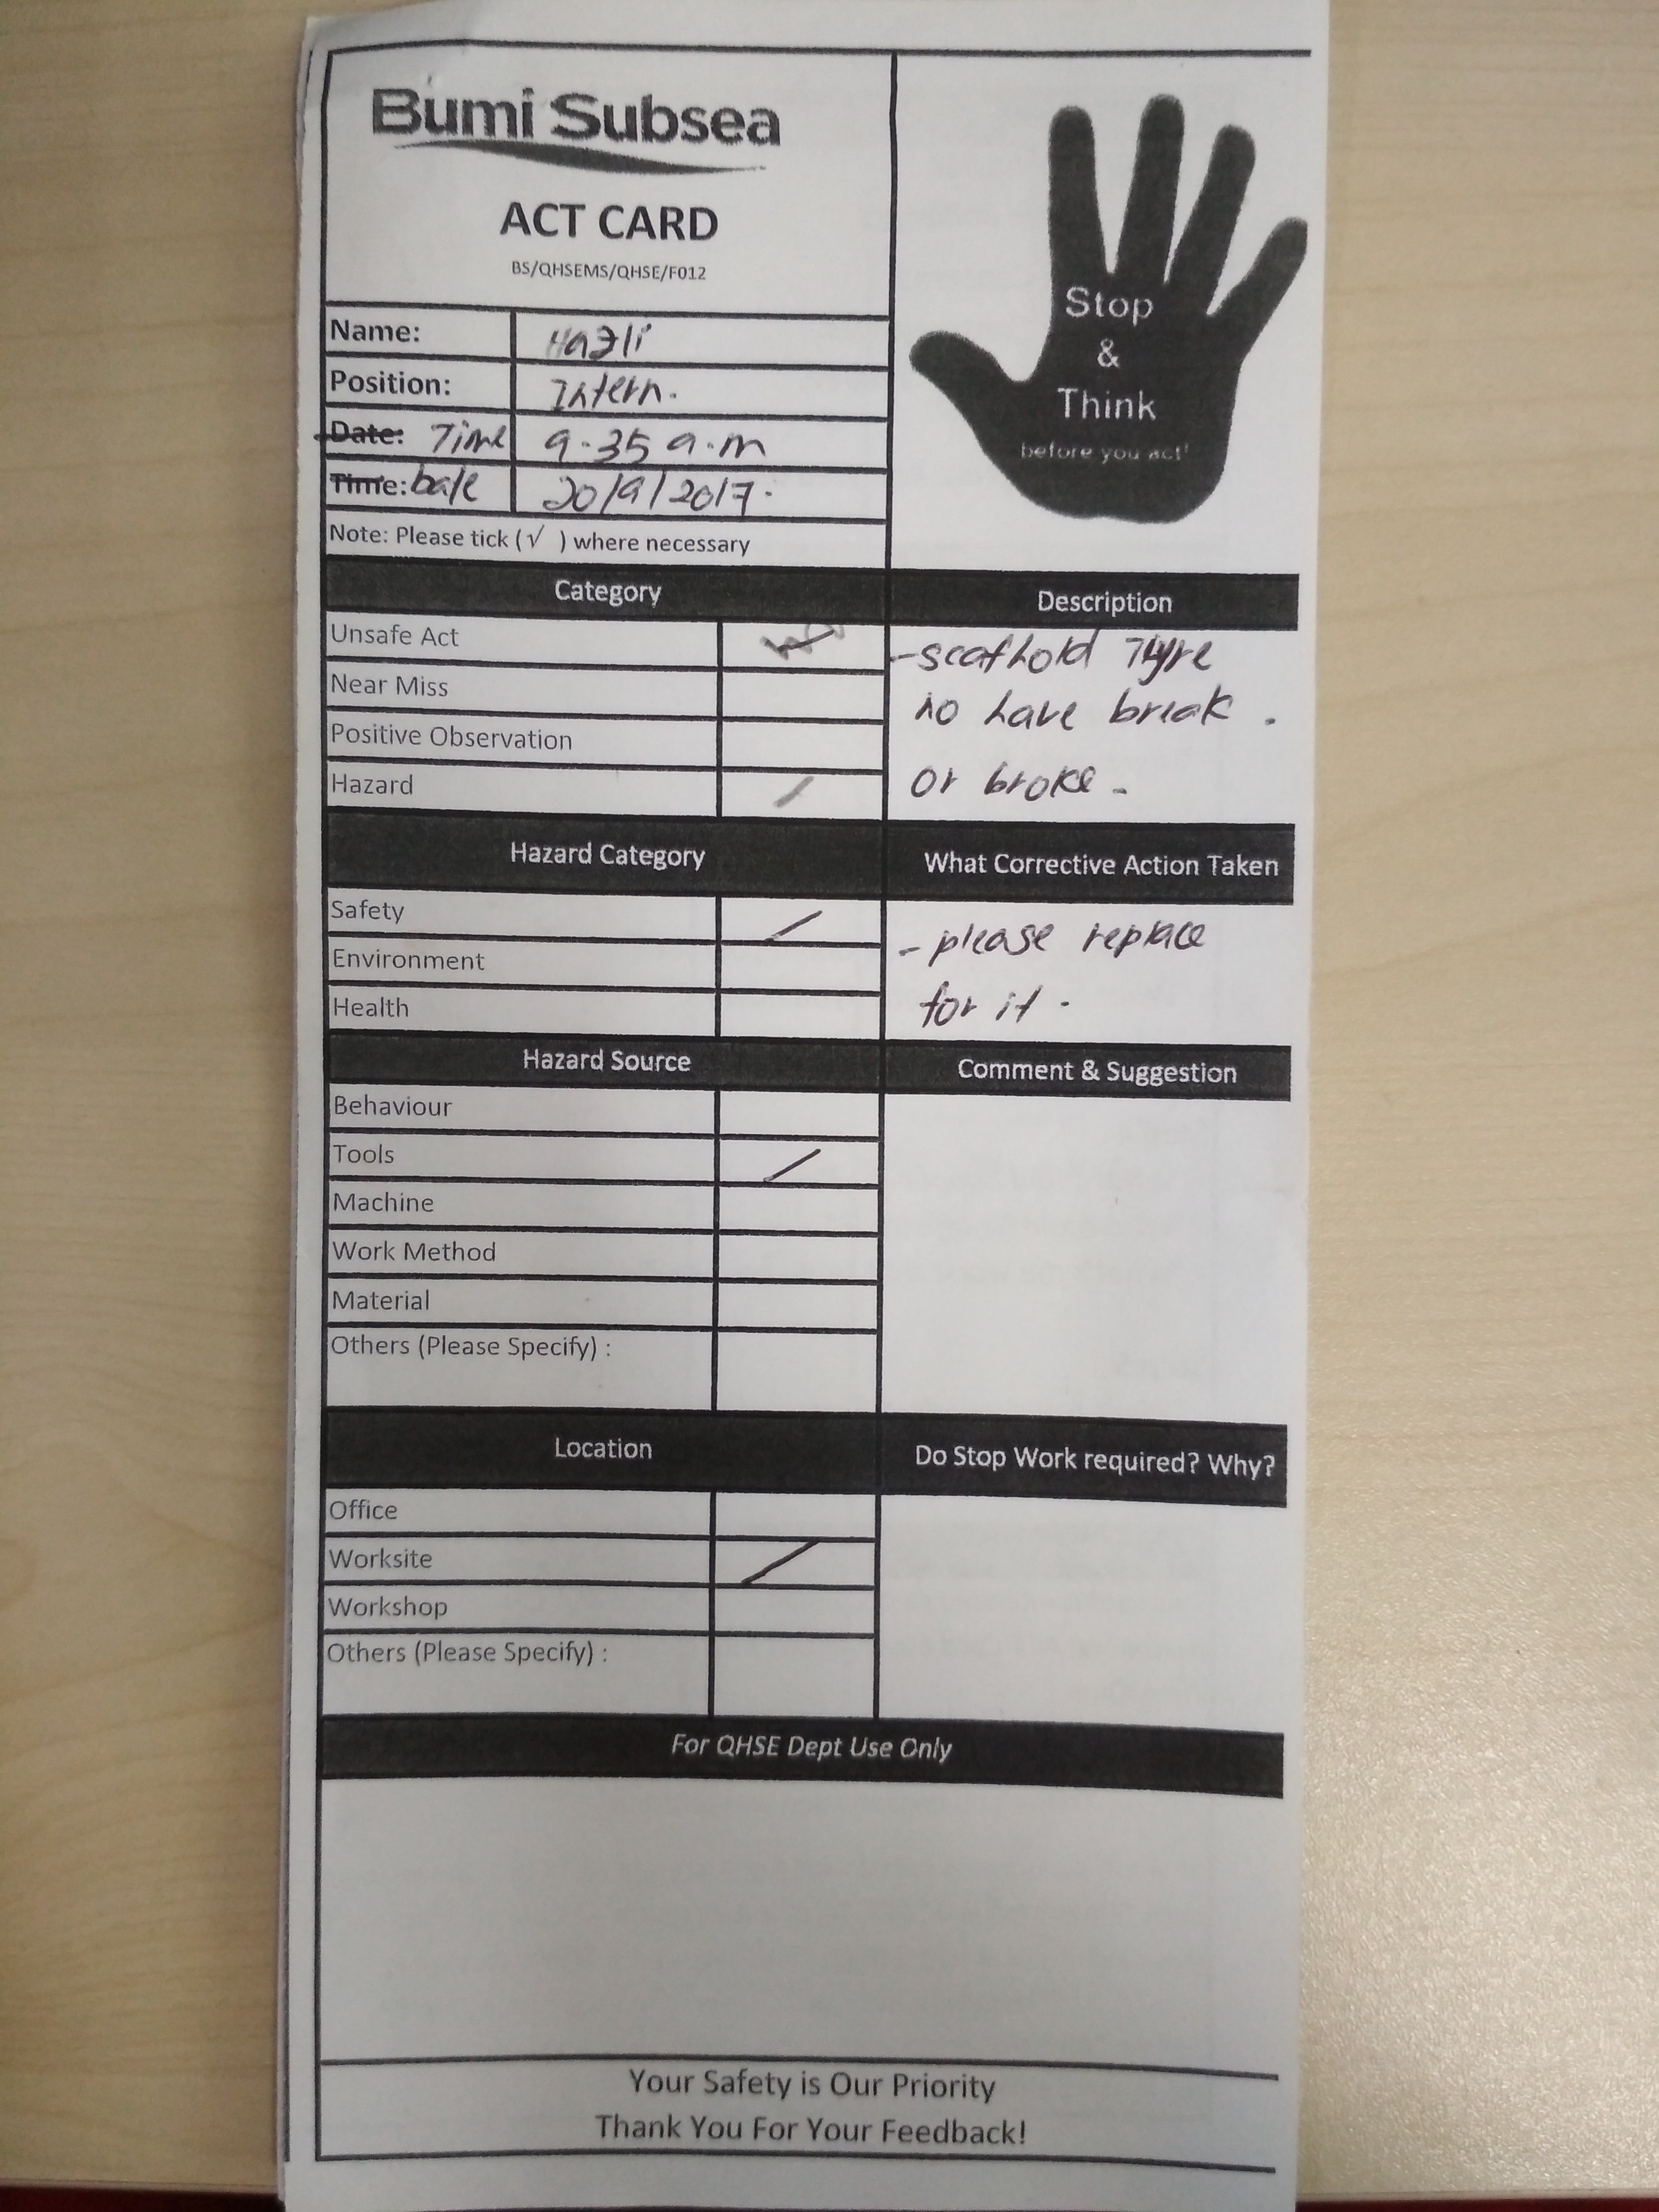 Bumi Subsea
ACT CARD
BS/QHSEMS/QHSE/F012
Stop
&
Think
before you act!
Name: Hazli
Position: Intern.
Date: Time 9.35 a.m
Time: Date 20/9/2017.
Note: Please tick (√ ) where necessary
Category
Unsafe Act
Near Miss
Positive Observation
Hazard /
Description
- scafhold Tyre
no have break .
or broke -
Hazard Category
Safety /
Environment
Health
What Corrective Action Taken
- please replace
for it -
Hazard Source
Behaviour
Tools /
Machine
Work Method
Material
Others (Please Specify) :
Comment & Suggestion
Location
Office
Worksite /
Workshop
Others (Please Specify) :
Do Stop Work required? Why?
For QHSE Dept Use Only
Your Safety is Our Priority
Thank You For Your Feedback!